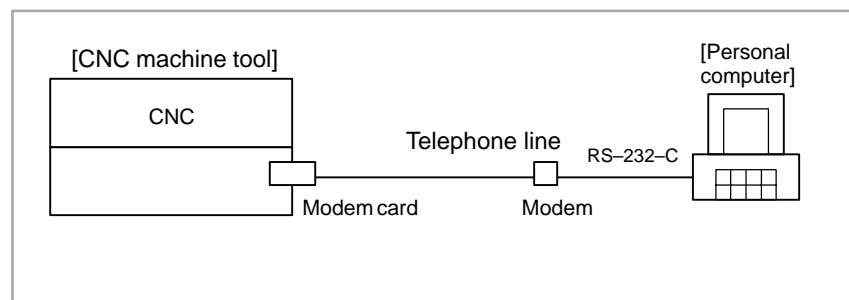 [CNC machine tool]
[Personal
computer]
CNC
Telephone line
RS–232–C
Modem card
Modem